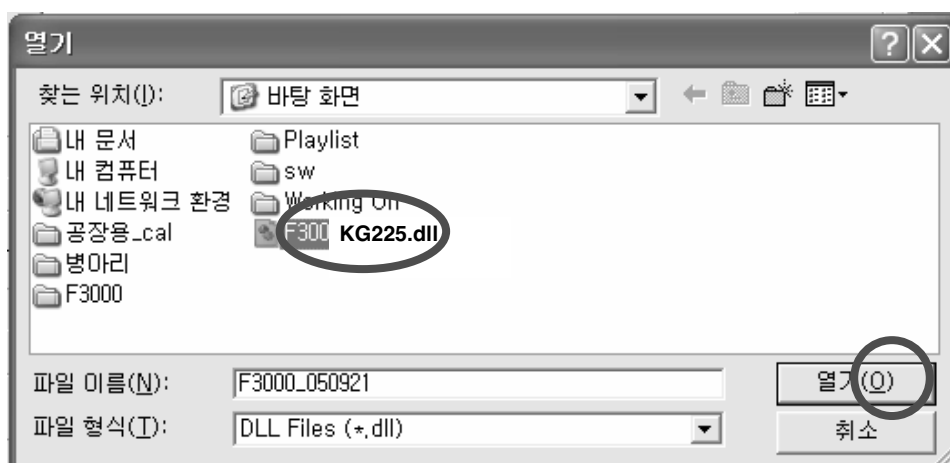 열기
찾는 위치(I): 바탕 화면
내 문서
내 컴퓨터
내 네트워크 환경
공장용_cal
병아리
F3000
Playlist
sw
Working On
F300 KG225.dll
파일 이름(N): F3000_050921 열기(O)
파일 형식(T): DLL Files (*.dll) 취소